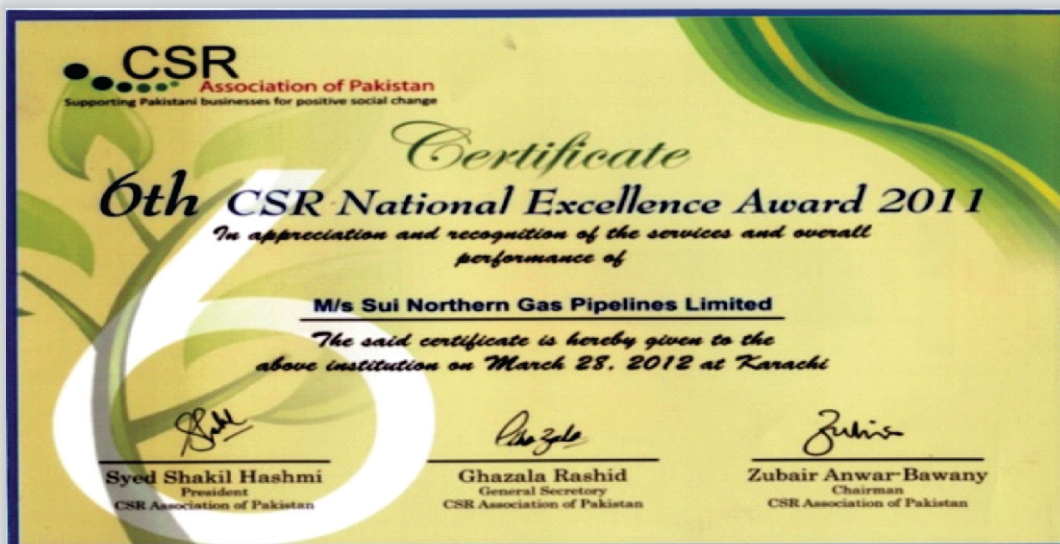 CSR
Association of Pakistan
Supporting Pakistani businesses for positive social change
Certificate
6th CSR National Excellence Award 2011
In appreciation and recognition of the services and overall
performance of
M/s Sui Northern Gas Pipelines Limited
The said certificate is hereby given to the
above institution on March 28, 2012 at Karachi
6
Syed Shakil Hashmi
President
CSR Association of Pakistan
Ghazala Rashid
General Secretary
CSR Association of Pakistan
Zubair Anwar-Bawany
Chairman
CSR Association of Pakistan